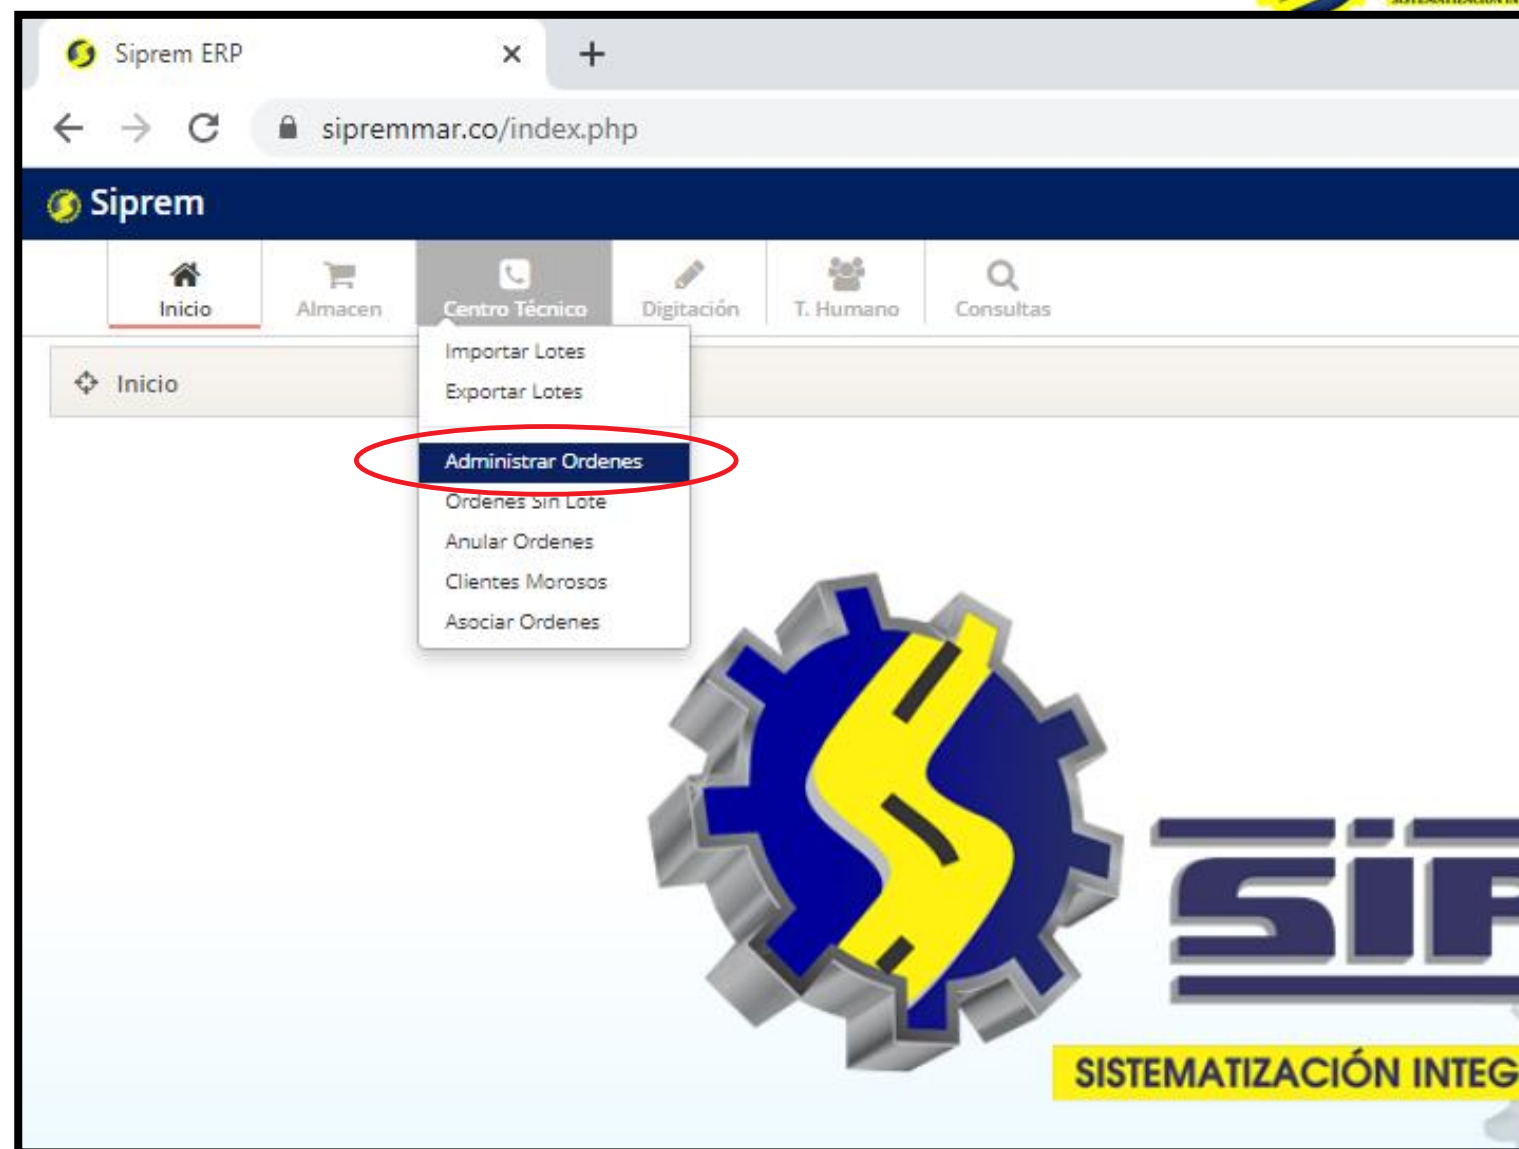 Siprem ERP
sipremmar.co/index.php
Siprem
Inicio
Almacen
Centro Técnico
Digitación
T. Humano
Consultas
Inicio
Importar Lotes
Exportar Lotes
Administrar Ordenes
Ordenes Sin Lote
Anular Ordenes
Clientes Morosos
Asociar Ordenes
SIP
SISTEMATIZACIÓN INTEG